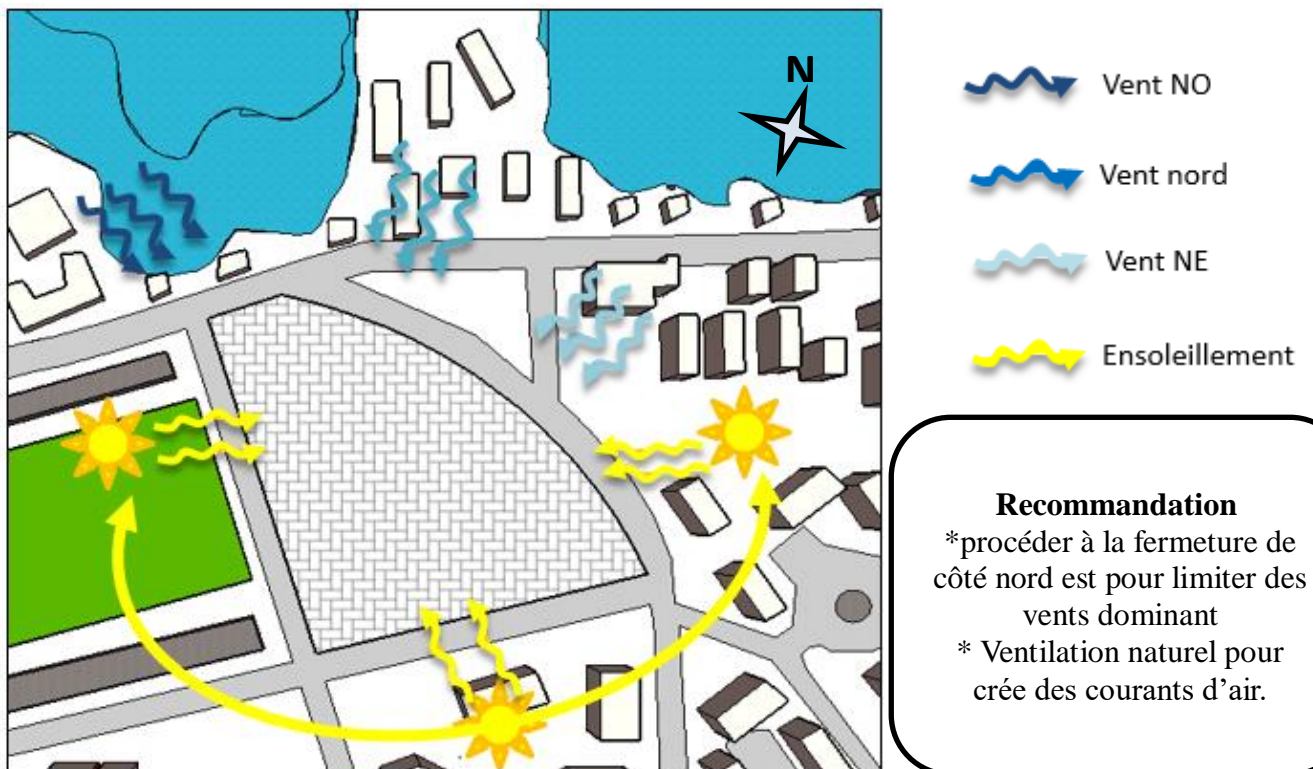 N
Vent NO
Vent nord
Vent NE
Ensoleillement
Recommandation
*procéder à la fermeture de
côté nord est pour limiter des
vents dominant
* Ventilation naturel pour
crée des courants d’air.